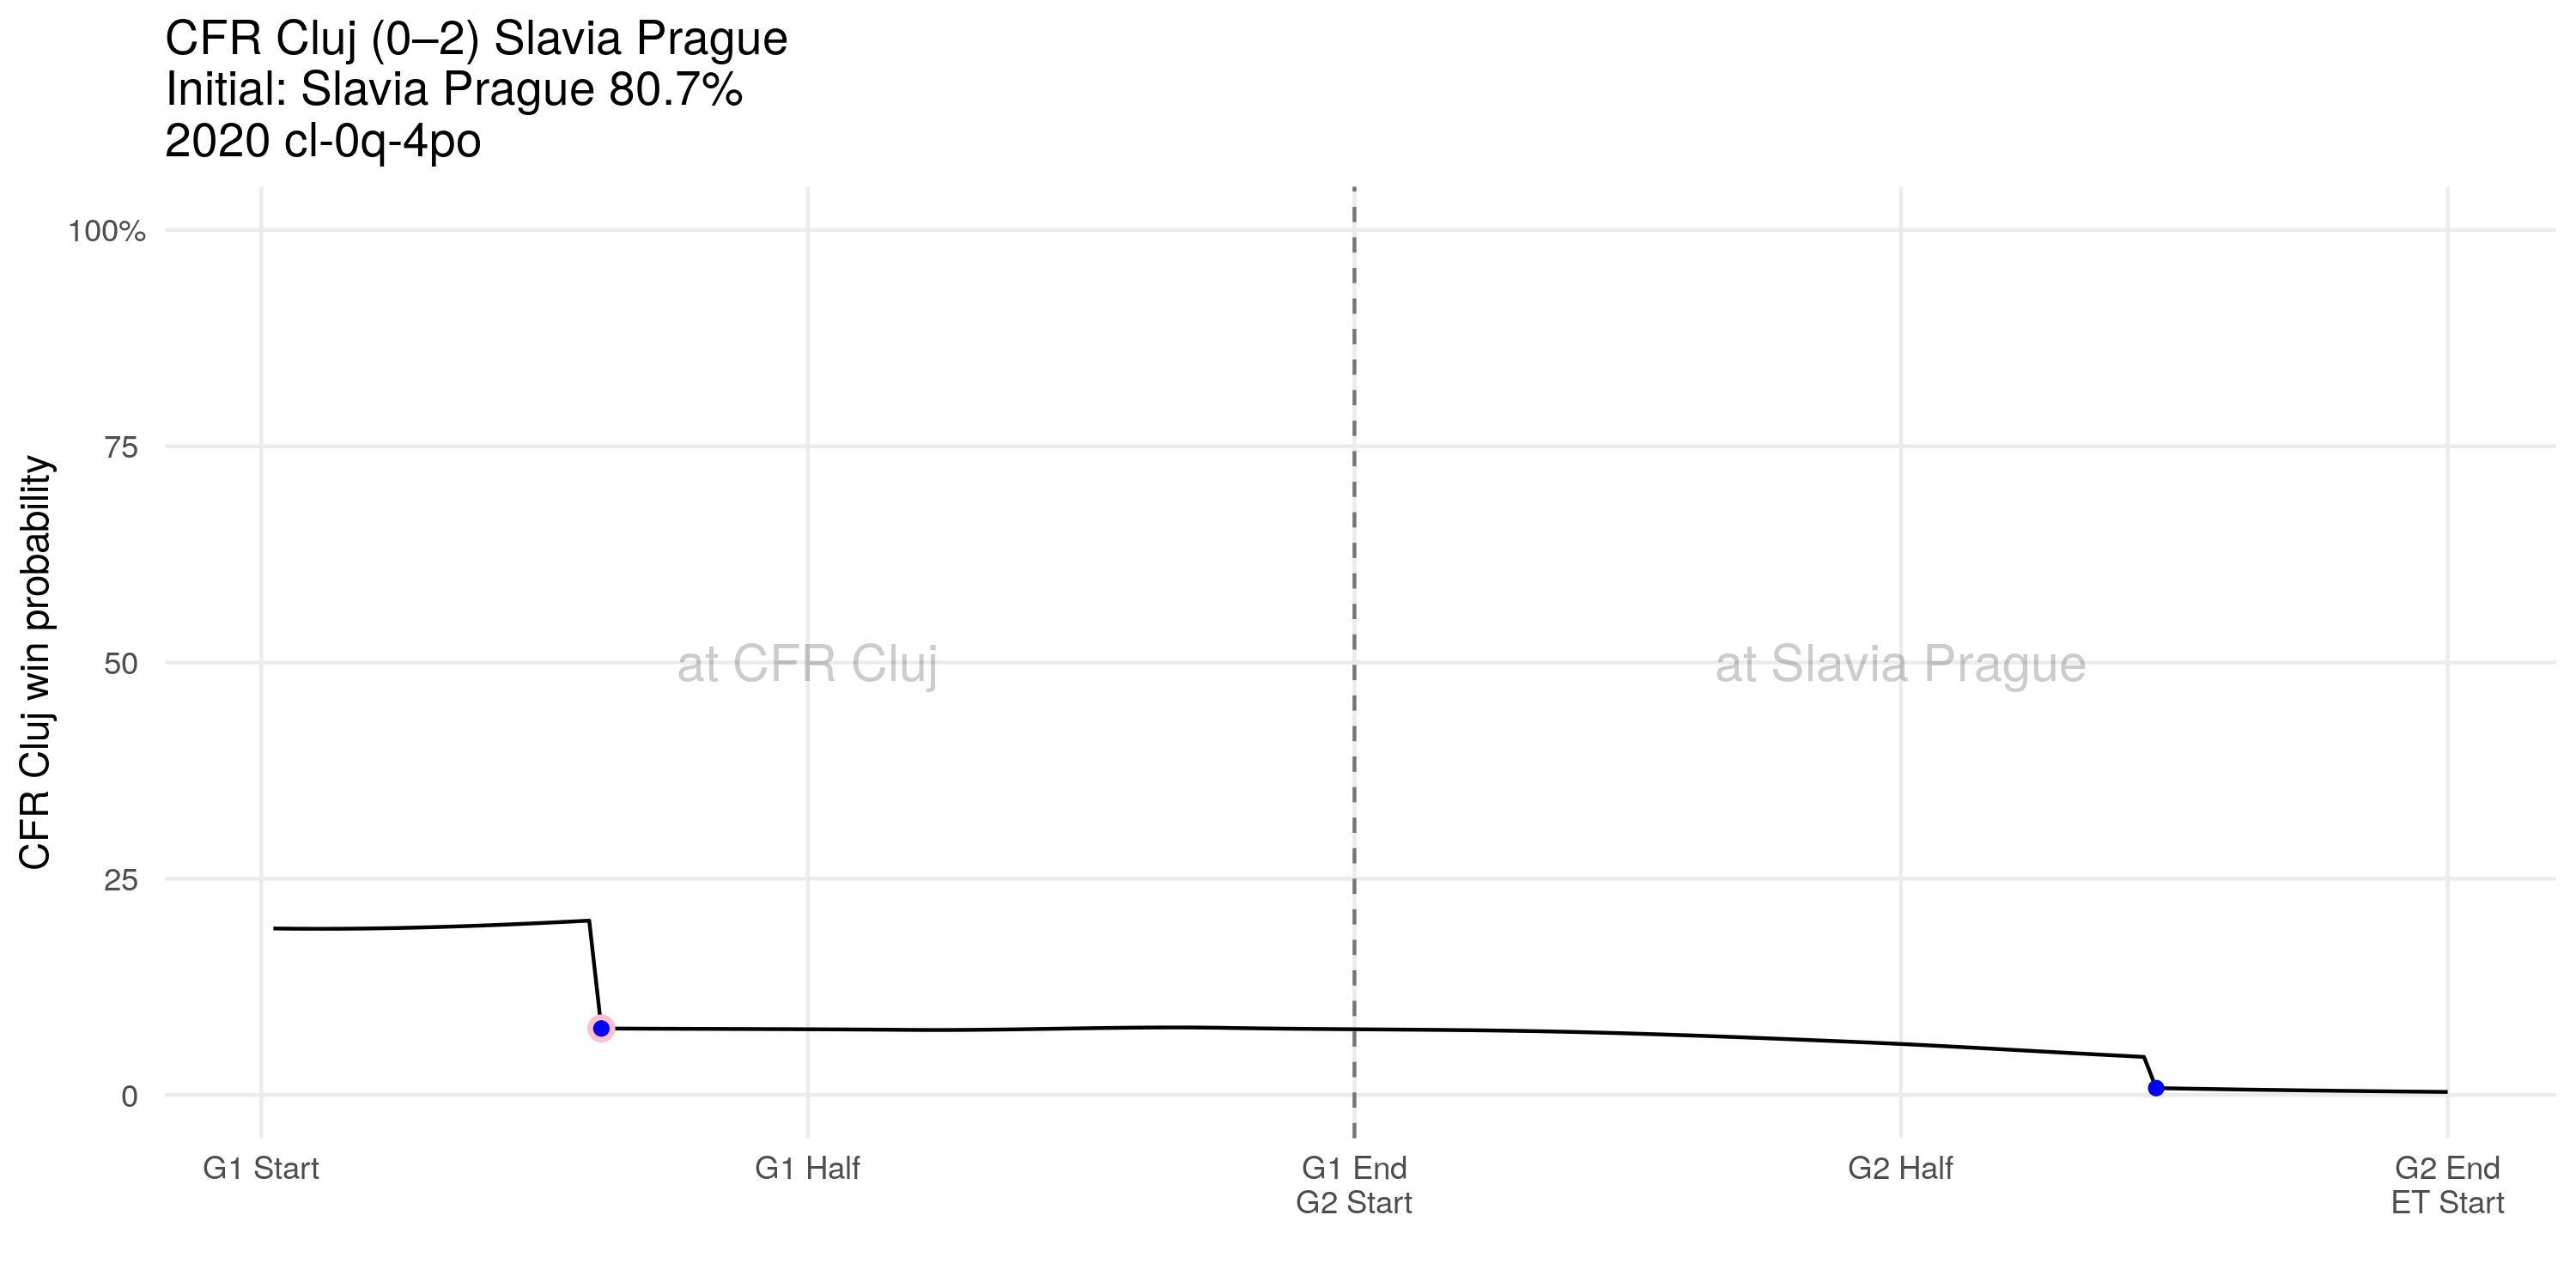 CFR Cluj (0–2) Slavia Prague
Initial: Slavia Prague 80.7%
2020 cl-0q-4po
CFR Cluj win probability
100%
75
50
25
0
at CFR Cluj
at Slavia Prague
G1 Start
G1 Half
G1 End
G2 Start
G2 Half
G2 End
ET Start